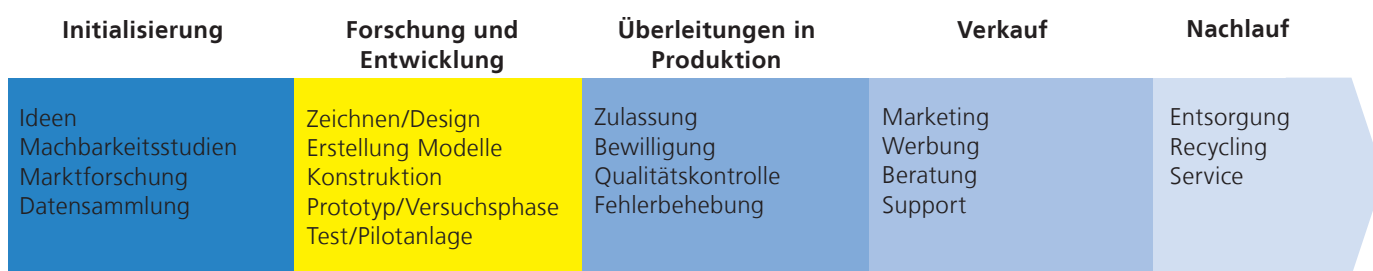 Initialisierung
Forschung und
Entwicklung
Überleitungen in
Produktion
Verkauf
Nachlauf
Ideen
Machbarkeitsstudien
Marktforschung
Datensammlung
Zeichnen/Design
Erstellung Modelle
Konstruktion
Prototyp/Versuchsphase
Test/Pilotanlage
Zulassung
Bewilligung
Qualitätskontrolle
Fehlerbehebung
Marketing
Werbung
Beratung
Support
Entsorgung
Recycling
Service